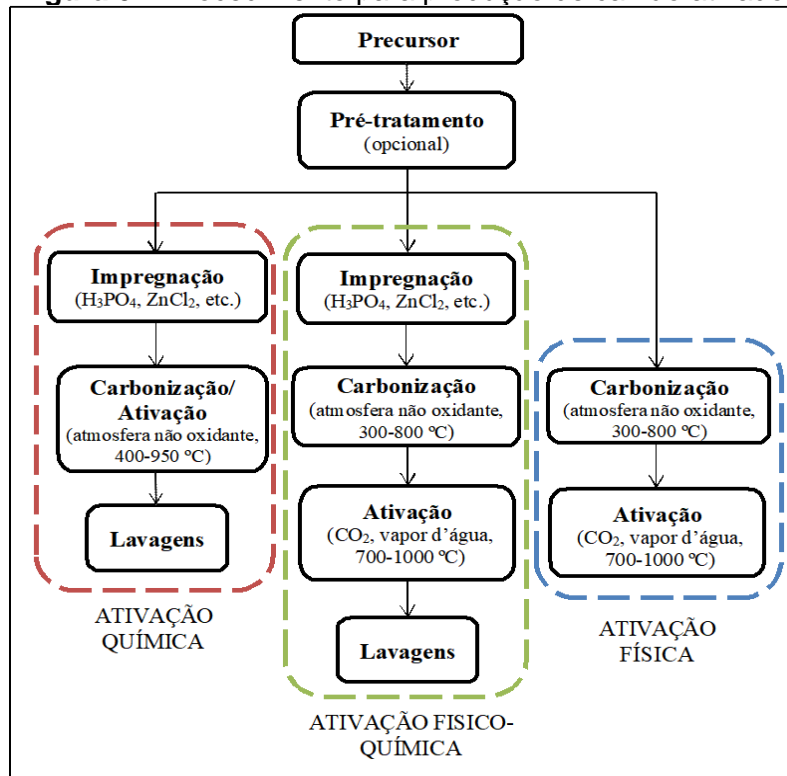 para produção
Precursor
Pré-tratamento
(opcional)
Impregnação
(H₃PO₄, ZnCl₂, etc.)
Carbonização/
Ativação
(atmosfera não oxidante,
400-950 ºC)
Lavagens
ATIVAÇÃO
QUÍMICA
Impregnação
(H₃PO₄, ZnCl₂, etc.)
Carbonização
(atmosfera não oxidante,
300-800 ºC)
Ativação
(CO₂, vapor d’água,
700-1000 ºC)
Lavagens
ATIVAÇÃO FISICO-
QUÍMICA
Carbonização
(atmosfera não oxidante,
300-800 ºC)
Ativação
(CO₂, vapor d’água,
700-1000 ºC)
ATIVAÇÃO
FÍSICA